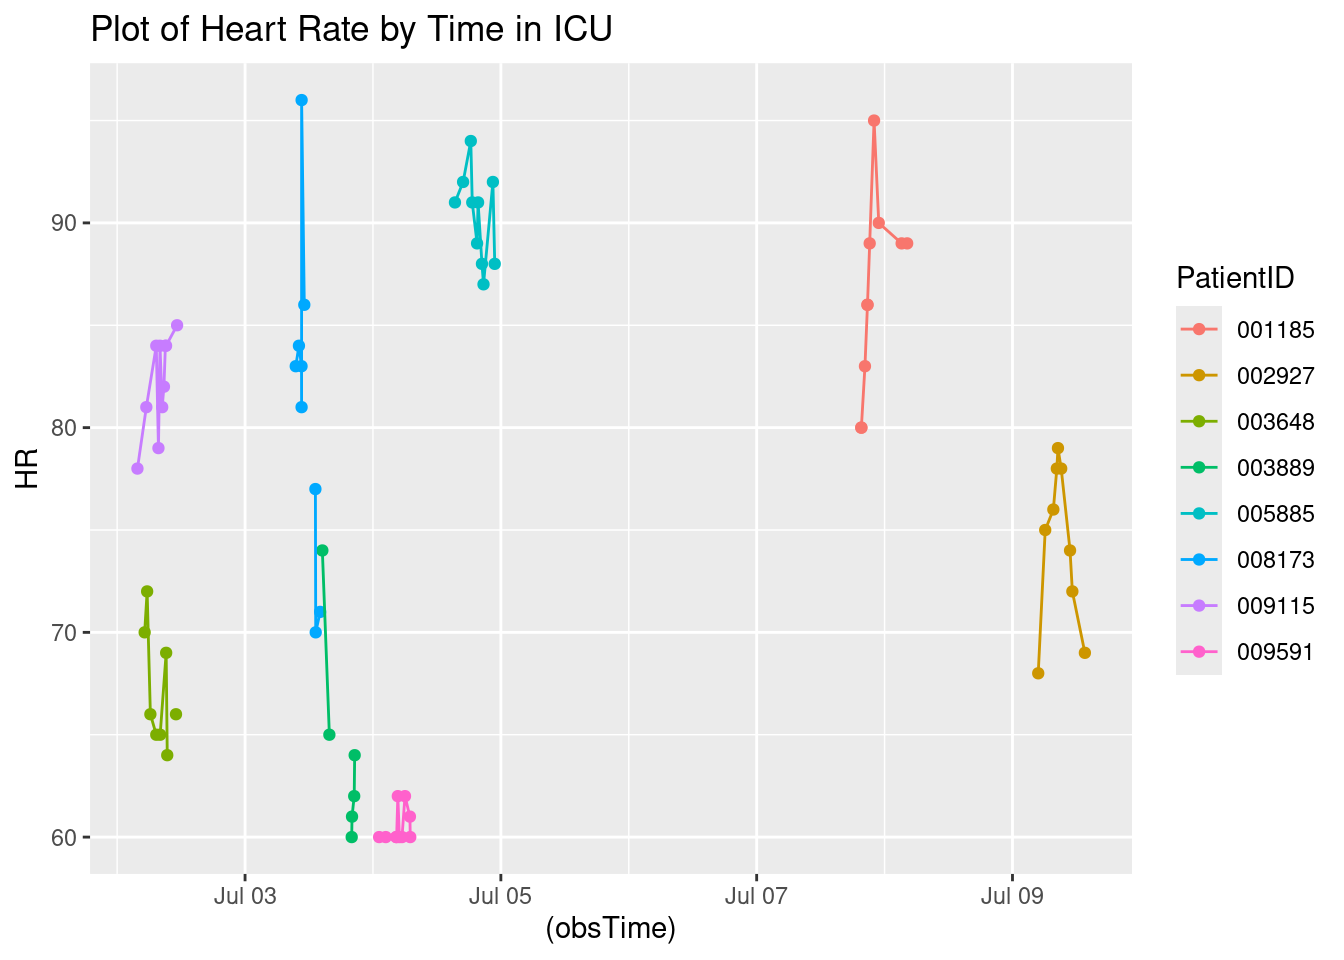 Plot of Heart Rate by Time in ICU
HR
90
80
70
60
Jul 03
Jul 05
Jul 07
Jul 09
(obsTime)
PatientID
001185
002927
003648
003889
005885
008173
009115
009591